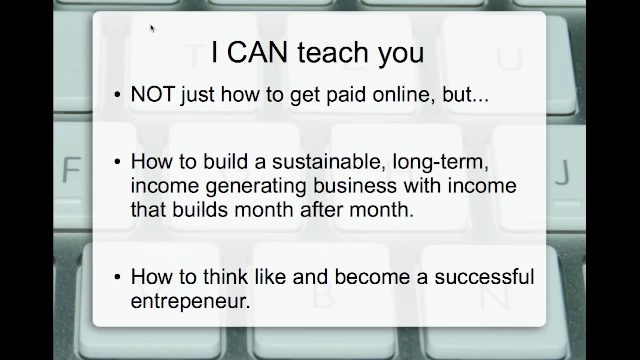 I CAN teach you
• NOT just how to get paid online, but...
• How to build a sustainable, long-term,
income generating business with income
that builds month after month.
• How to think like and become a successful
entrepeneur.
T
U
F
J
B
N